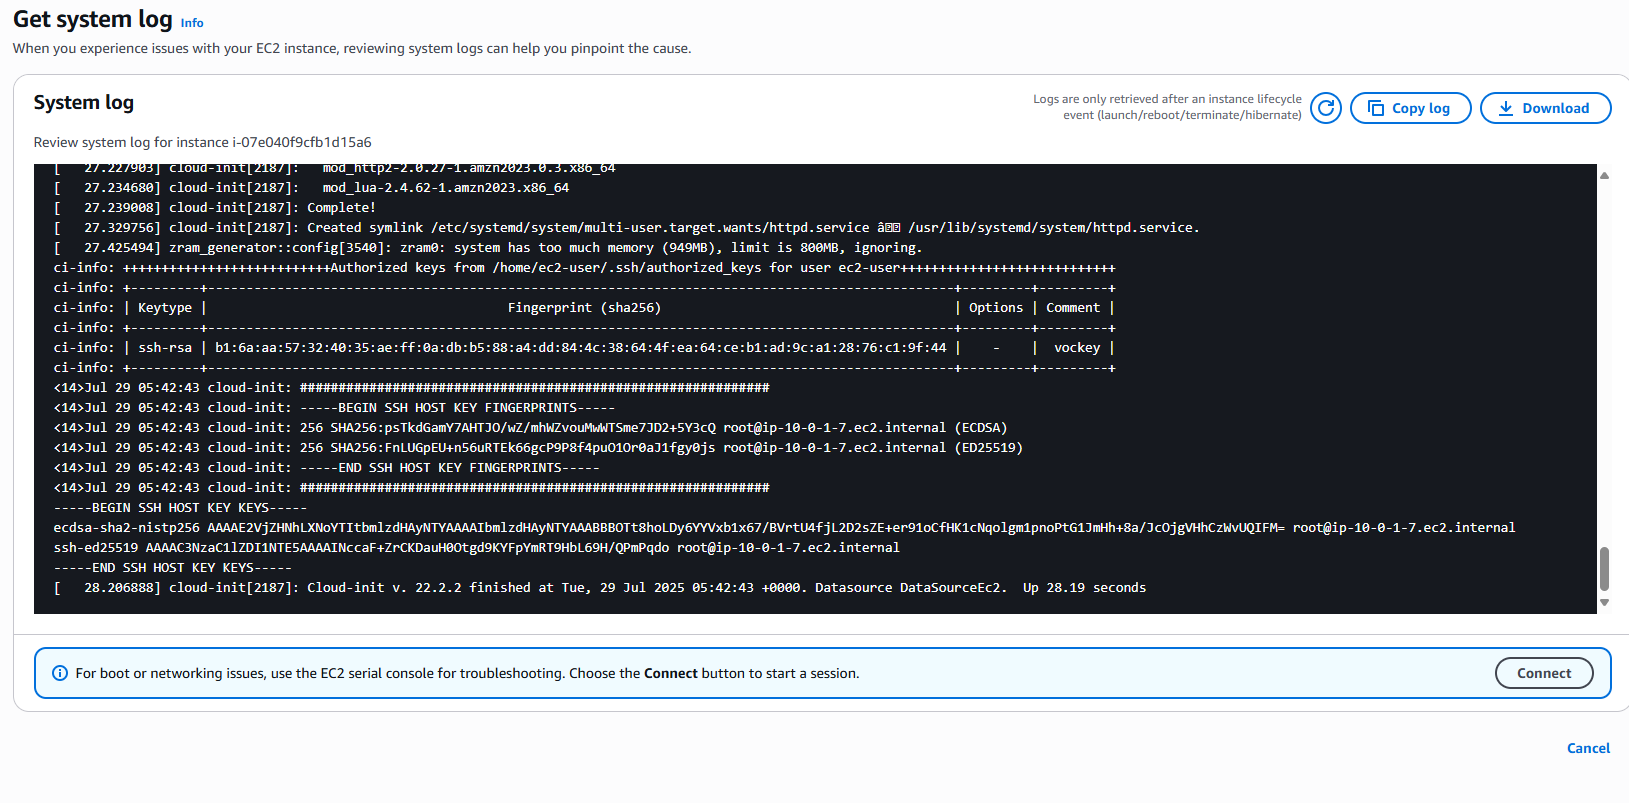 Get system log Info
When you experience issues with your EC2 instance, reviewing system logs can help you pinpoint the cause.
System log
Logs are only retrieved after an instance lifecycle
event (launch/reboot/terminate/hibernate)
Copy log
Download
Review system log for instance i-07e040f9cfb1d15a6
[   27.227903] cloud-init[2187]:   mod_http2-2.0.27-1.amzn2023.0.3.x86_64
[   27.234680] cloud-init[2187]:   mod_lua-2.4.62-1.amzn2023.x86_64
[   27.239008] cloud-init[2187]: Complete!
[   27.329756] cloud-init[2187]: Created symlink /etc/systemd/system/multi-user.target.wants/httpd.service â /usr/lib/systemd/system/httpd.service.
[   27.425494] zram_generator::config[3540]: zram0: system has too much memory (949MB), limit is 800MB, ignoring.
ci-info: +++++++++++++++++++++++++++Authorized keys from /home/ec2-user/.ssh/authorized_keys for user ec2-user++++++++++++++++++++++++++++
ci-info: +---------+-------------------------------------------------------------------------------------------------+---------+---------+
ci-info: | Keytype |                                       Fingerprint (sha256)                                      | Options | Comment |
ci-info: +---------+-------------------------------------------------------------------------------------------------+---------+---------+
ci-info: | ssh-rsa | b1:6a:aa:57:32:40:35:ae:ff:0a:db:b5:88:a4:dd:84:4c:38:64:4f:ea:64:ce:b1:ad:9c:a1:28:76:c1:9f:44 |    -    |  vockey |
ci-info: +---------+-------------------------------------------------------------------------------------------------+---------+---------+
<14>Jul 29 05:42:43 cloud-init: #############################################################
<14>Jul 29 05:42:43 cloud-init: -----BEGIN SSH HOST KEY FINGERPRINTS-----
<14>Jul 29 05:42:43 cloud-init: 256 SHA256:psTkdGamY7AHTJO/wZ/mhWZvouMwWTSme7JD2+5Y3cQ root@ip-10-0-1-7.ec2.internal (ECDSA)
<14>Jul 29 05:42:43 cloud-init: 256 SHA256:FnLUGpEU+n56uRTEk66gcP9P8f4puO1Or0aJ1fgy0js root@ip-10-0-1-7.ec2.internal (ED25519)
<14>Jul 29 05:42:43 cloud-init: -----END SSH HOST KEY FINGERPRINTS-----
<14>Jul 29 05:42:43 cloud-init: #############################################################
-----BEGIN SSH HOST KEY KEYS-----
ecdsa-sha2-nistp256 AAAAE2VjZHNhLXNoYTItbmlzdHAyNTYAAAAIbmlzdHAyNTYAAABBBOTt8hoLDy6YYVxb1x67/BVrtU4fjL2D2sZE+er91oCfHK1cNqolgm1pnoPtG1JmHh+8a/JcOjgVHhCzWvUQIFM= root@ip-10-0-1-7.ec2.internal
ssh-ed25519 AAAAC3NzaC1lZDI1NTE5AAAAINccaF+ZrCKDauH0Otgd9KYFpYmRT9HbL69H/QPmPqdo root@ip-10-0-1-7.ec2.internal
-----END SSH HOST KEY KEYS-----
[   28.206888] cloud-init[2187]: Cloud-init v. 22.2.2 finished at Tue, 29 Jul 2025 05:42:43 +0000. Datasource DataSourceEc2.  Up 28.19 seconds
For boot or networking issues, use the EC2 serial console for troubleshooting. Choose the Connect button to start a session.
Connect
Cancel